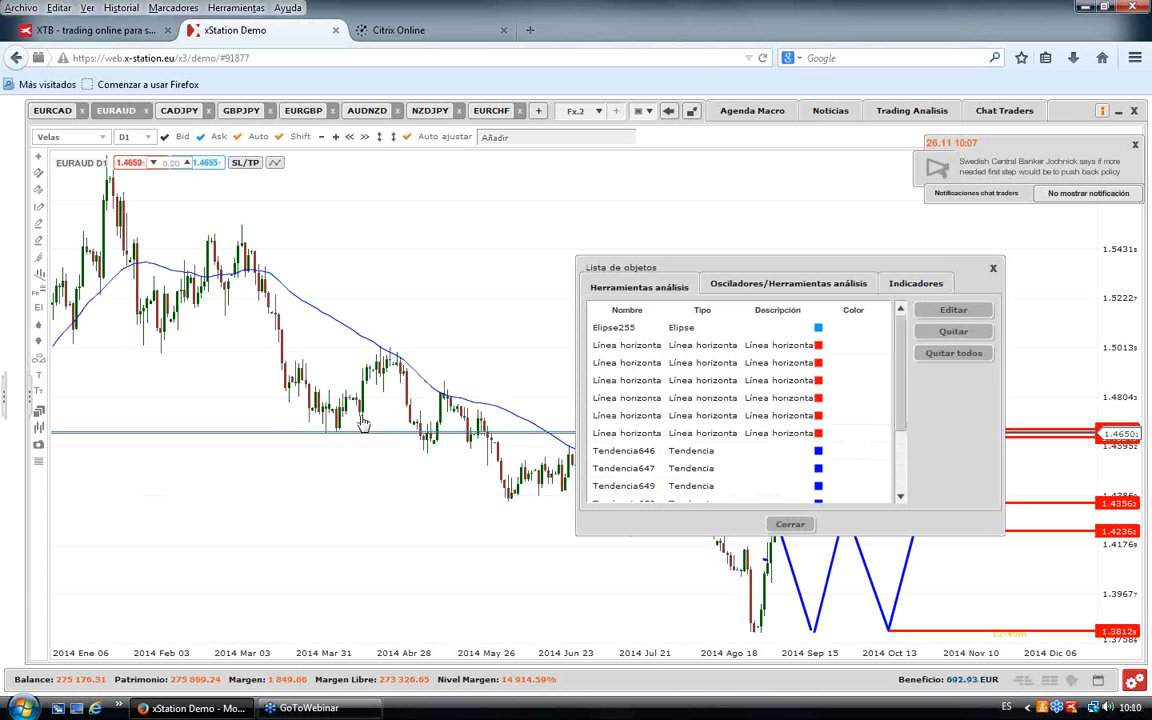 Archivo Editar Ver Historial Marcadores Herramientas Ayuda
XTB - trading online para s... × xStation Demo × Citrix Online × +
https://web.x-station.eu/x3/demo/#91877 Google
Más visitados Comenzar a usar Firefox
EURCAD x EURAUD x CADJPY x GBPJPY x EURGBP x AUDNZD x NZDJPY x EURCHF x + Fx.2 Agenda Macro Noticias Trading Analisis Chat Traders
Velas D1 Bid Ask Auto Shift Auto ajustar Añadir
26.11 10:07
Swedish Central Banker Jochnick says if more
needed first step would be to push back policy
Notificaciones chat traders No mostrar notificación
EURAUD D1 0.20 SL/TP
Lista de objetos x
Herramientas análisis Osciladores/Herramientas análisis Indicadores
Nombre Tipo Descripción Color
Elipse255 Elipse
Línea horizonta Línea horizonta Línea horizonta
Línea horizonta Línea horizonta Línea horizonta
Línea horizonta Línea horizonta Línea horizonta
Línea horizonta Línea horizonta Línea horizonta
Línea horizonta Línea horizonta Línea horizonta
Línea horizonta Línea horizonta Línea horizonta
Tendencia646 Tendencia
Tendencia647 Tendencia
Tendencia649 Tendencia
Editar
Quitar
Quitar todos
Cerrar
1.5431
1.5222
1.5013
1.4804
1.4650
1.4595
1.4356
1.4236
1.4176
1.3967
1.3812
1.3758
2014 Ene 06 2014 Feb 03 2014 Mar 03 2014 Mar 31 2014 Abr 28 2014 May 26 2014 Jun 23 2014 Jul 21 2014 Ago 18 2014 Sep 15 2014 Oct 13 2014 Nov 10 2014 Dic 06
Balance: 275 176.31 Patrimonio: 275 899.24 Margen: 1 849.66 Margen Libre: 273 326.65 Nivel Margen: 14 914.59% Beneficio: 692.93 EUR
xStation Demo - Mo... GoToWebinar ES 10:10